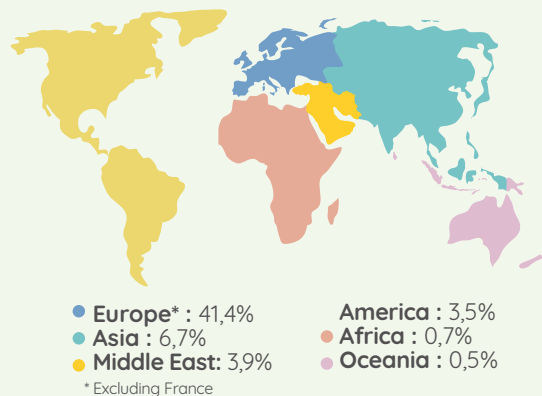 Europe* : 41,4%
Asia : 6,7%
Middle East: 3,9%
* Excluding France
America : 3,5%
Africa : 0,7%
Oceania : 0,5%